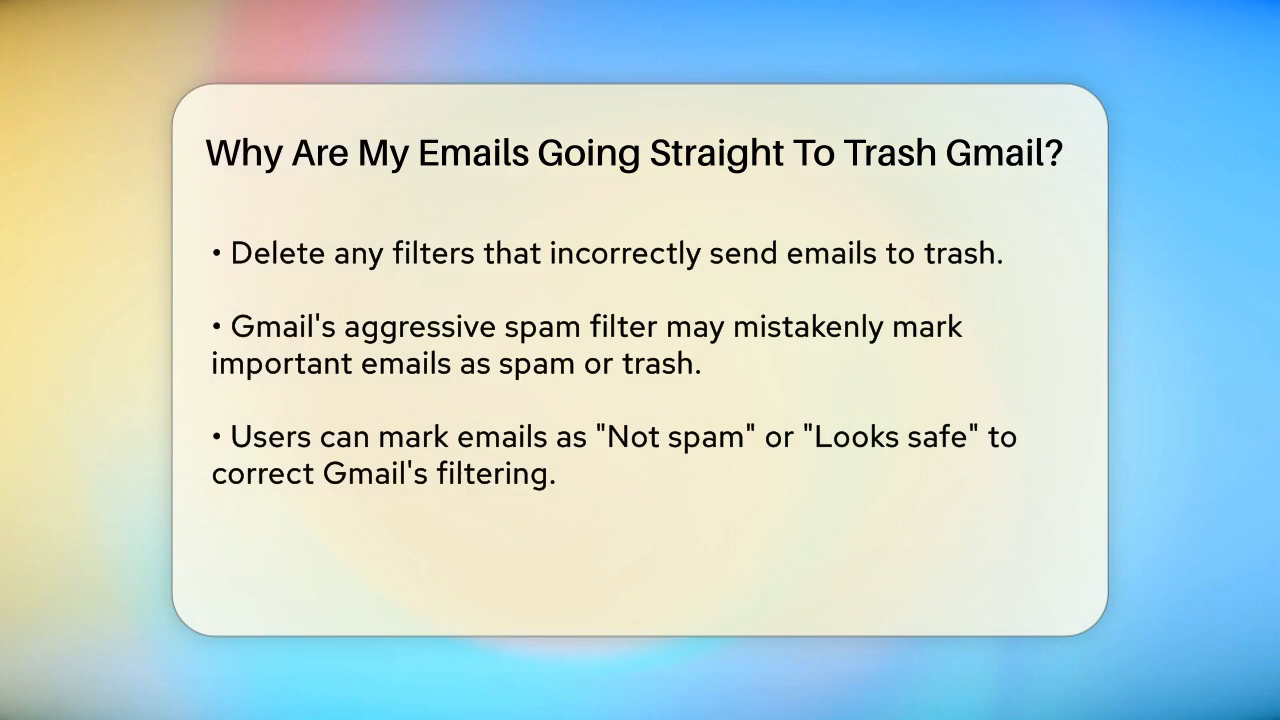 Why Are My Emails Going Straight To Trash Gmail?
• Delete any filters that incorrectly send emails to trash.
• Gmail's aggressive spam filter may mistakenly mark
important emails as spam or trash.
• Users can mark emails as "Not spam" or "Looks safe" to
correct Gmail's filtering.